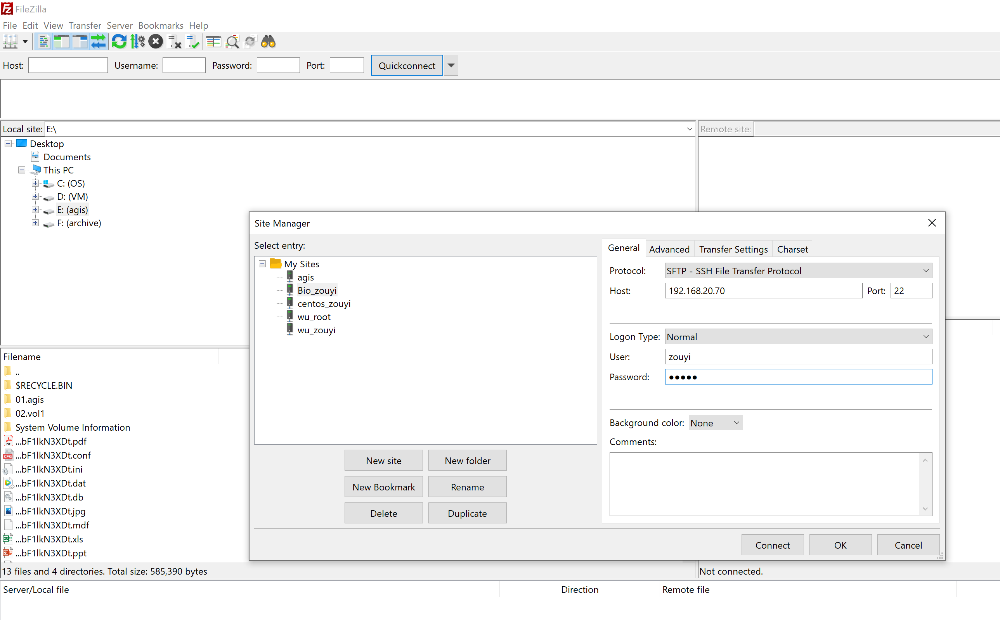 FileZilla
File Edit View Transfer Server Bookmarks Help
Host: Username: Password: Port: Quickconnect
Local site: E:\
Remote site:
Desktop
Documents
This PC
C: (OS)
D: (VM)
E: (agis)
F: (archive)
Filename
..
$RECYCLE.BIN
01.agis
02.vol1
System Volume Information
...bF1lkN3XDt.pdf
...bF1lkN3XDt.conf
...bF1lkN3XDt.ini
...bF1lkN3XDt.dat
...bF1lkN3XDt.db
...bF1lkN3XDt.jpg
...bF1lkN3XDt.mdf
...bF1lkN3XDt.xls
...bF1lkN3XDt.ppt
13 files and 4 directories. Total size: 585,390 bytes
Not connected.
Server/Local file Direction Remote file
Site Manager
Select entry:
My Sites
agis
Bio_zouyi
centos_zouyi
wu_root
wu_zouyi
New site New folder
New Bookmark Rename
Delete Duplicate
General Advanced Transfer Settings Charset
Protocol: SFTP - SSH File Transfer Protocol
Host: 192.168.20.70 Port: 22
Logon Type: Normal
User: zouyi
Password: ●●●●●
Background color: None
Comments:
Connect OK Cancel